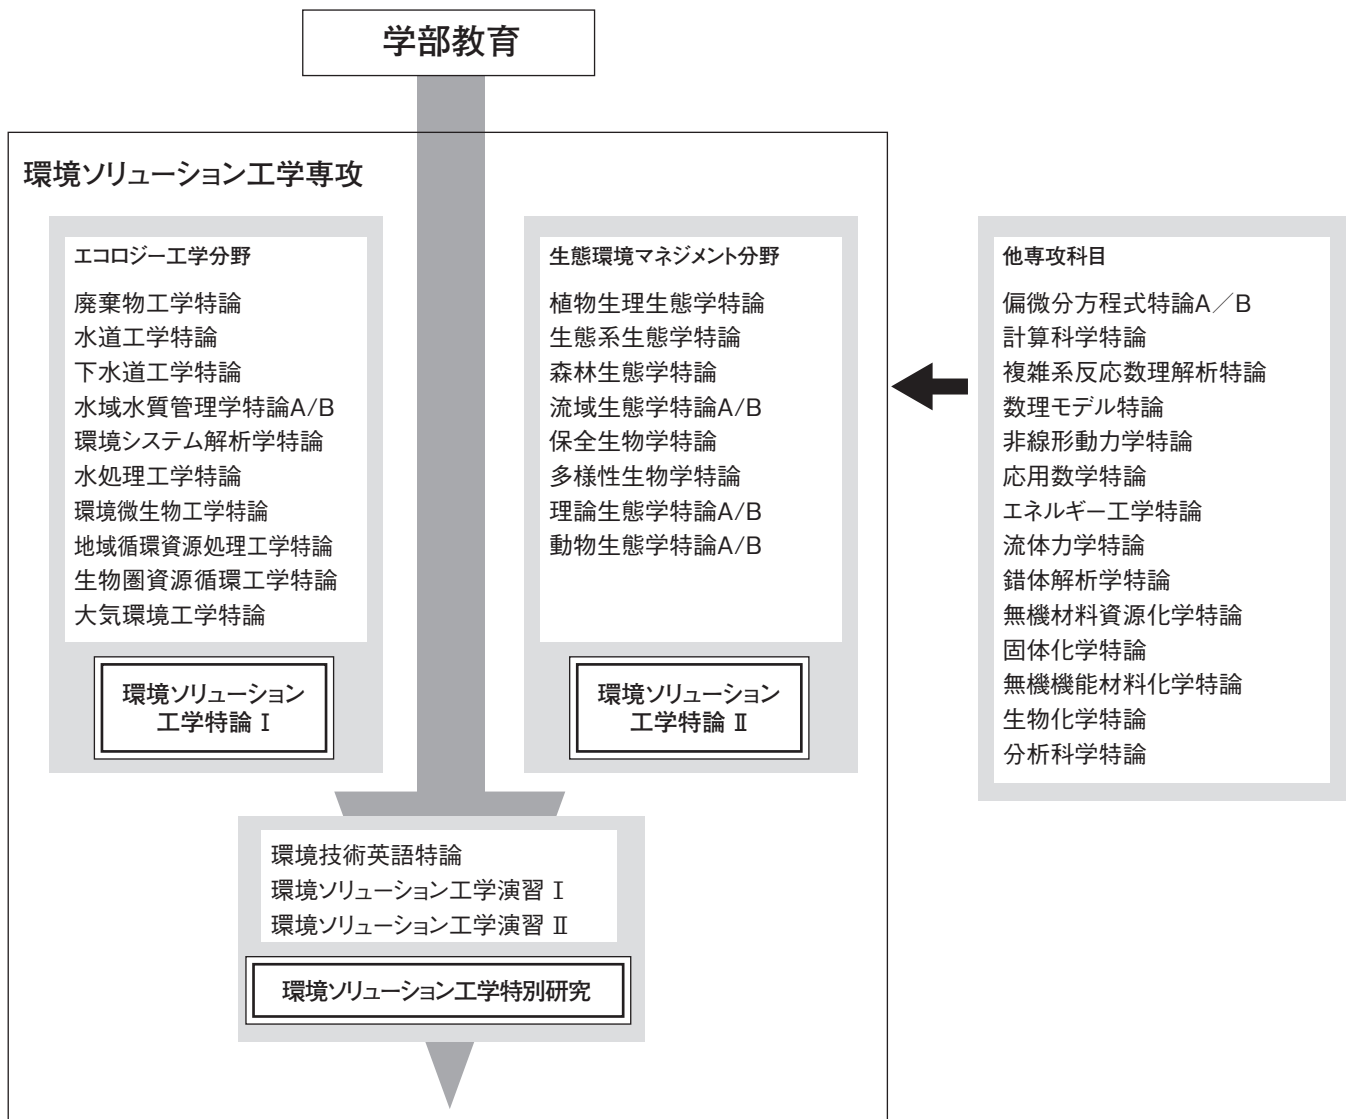 学部教育
環境ソリューション工学専攻
エコロジー工学分野
廃棄物工学特論
水道工学特論
下水道工学特論
水域水質管理学特論A/B
環境システム解析学特論
水処理工学特論
環境微生物工学特論
地域循環資源処理工学特論
生物圏資源循環工学特論
大気環境工学特論
環境ソリューション
工学特論 Ⅰ
生態環境マネジメント分野
植物生理生態学特論
生態系生態学特論
森林生態学特論
流域生態学特論A/B
保全生物学特論
多様性生物学特論
理論生態学特論A/B
動物生態学特論A/B
環境ソリューション
工学特論 Ⅱ
他専攻科目
偏微分方程式特論A／B
計算科学特論
複雑系反応数理解析特論
数理モデル特論
非線形動力学特論
応用数学特論
エネルギー工学特論
流体力学特論
錯体解析学特論
無機材料資源化学特論
固体化学特論
無機機能材料化学特論
生物化学特論
分析科学特論
環境技術英語特論
環境ソリューション工学演習 Ⅰ
環境ソリューション工学演習 Ⅱ
環境ソリューション工学特別研究